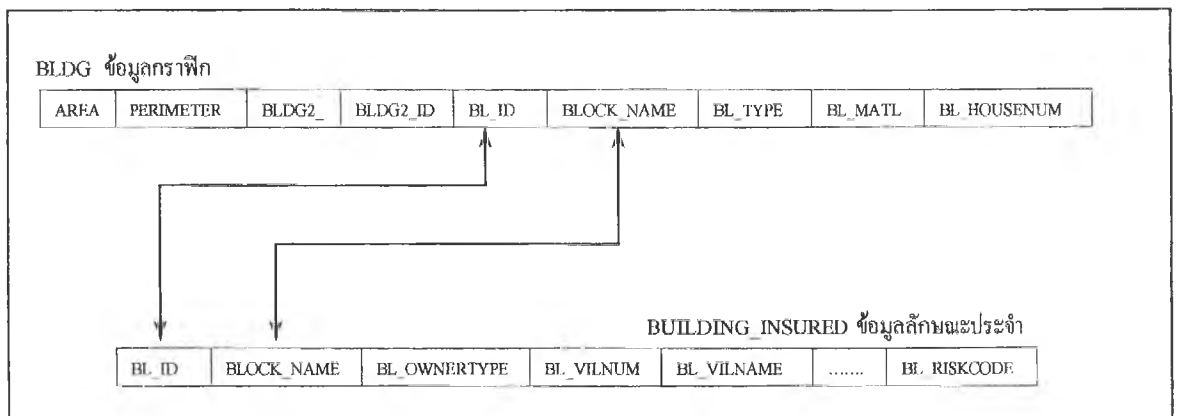 BLDG ข้อมูลกราฟิก
AREA PERIMETER BLDG2_ BLDG2_ID BL_ID BLOCK_NAME BL_TYPE BL_MATL BL_HOUSENUM
BUILDING_INSURED ข้อมูลลักษณะประจำ
BL_ID BLOCK_NAME BL_OWNERTYPE BL_VILNUM BL_VILNAME ....... BL_RISKCODE